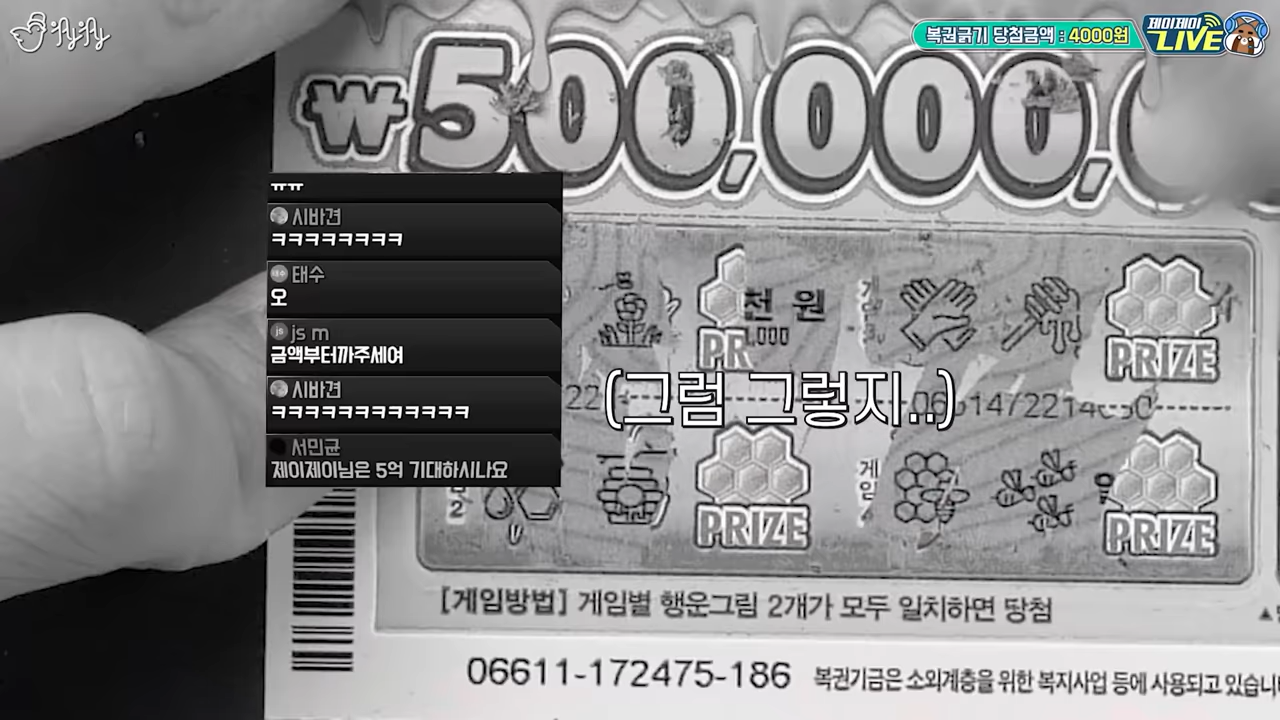 복권긁기 당첨금액 : 4000원
제이제이 LIVE
₩500,000,
ㅠㅠ
시바견
ㅋㅋㅋㅋㅋㅋㅋㅋ
태수
오
js m
금액부터까주세여
시바견
ㅋㅋㅋㅋㅋㅋㅋㅋㅋㅋㅋㅋ
서민균
제이제이님은 5억 기대하시나요
천 원
PR
PRIZE
(그럼 그렇지..)
2
PRIZE
게임
PRIZE
[게임방법] 게임별 행운그림 2개가 모두 일치하면 당첨
06611-172475-186
복권기금은 소외계층을 위한 복지사업 등에 사용되고 있습니